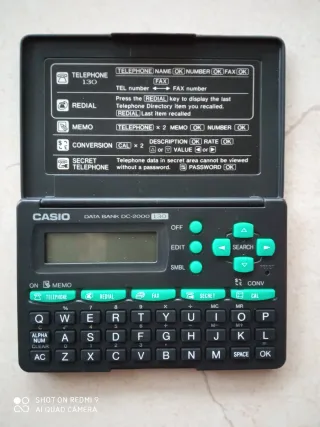 TELEPHONE 130 TELEPHONE NAME OK NUMBER OK FAX OK
FAX
TEL number ←→ FAX number
REDIAL Press the REDIAL key to display the last
Telephone Directory item you recalled.
REDIAL Last item recalled
MEMO TELEPHONE × 2 MEMO OK NUMBER OK
CONVERSION CAL × 2 DESCRIPTION OK RATE OK
△ or ▽ VALUE ◀ or ▶
SECRET TELEPHONE Telephone data in secret area cannot be viewed
without a password. PASSWORD OK
CASIO DATA BANK DC-2000 130
OFF
EDIT SEARCH
SMBL
ON MEMO CONV
TELEPHONE REDIAL FAX SECRET CAL
Q W E R T Y U I O P
ALPHA NUM A S D F G H J K L
CLEAR
AC Z X C V B N M SPACE OK
SHOT ON REDMI 9
AI QUAD CAMERA